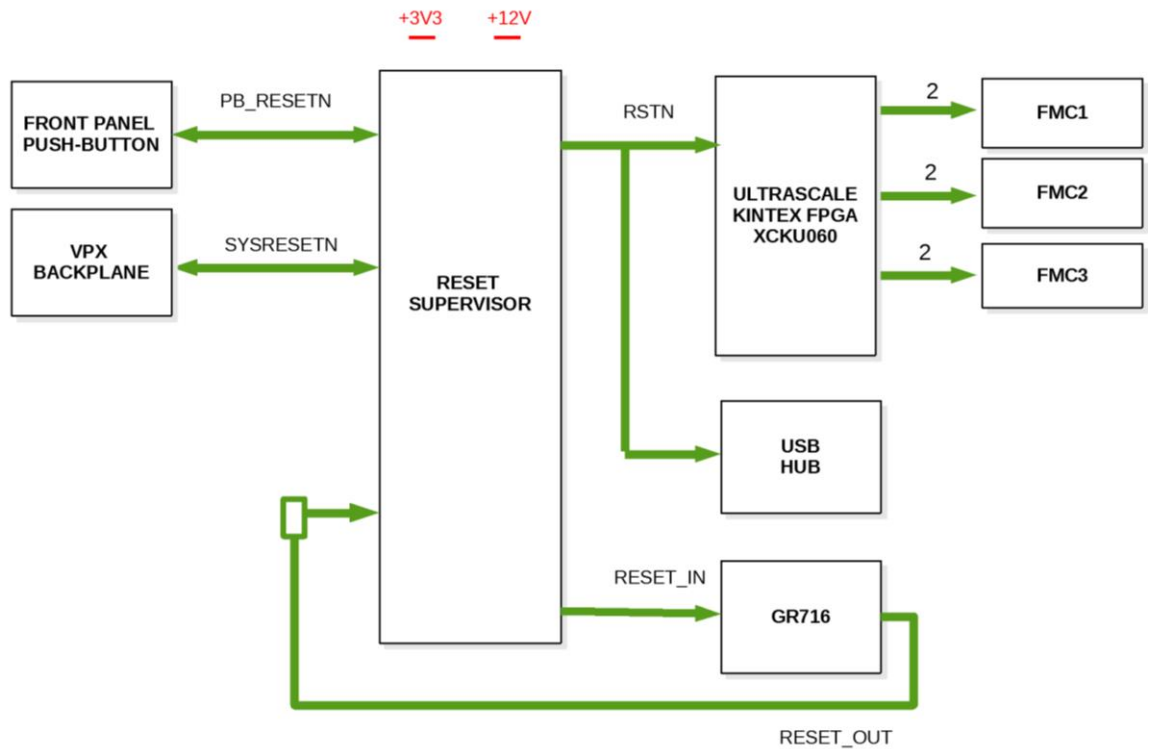 +3V3
+12V
FRONT PANEL
PUSH-BUTTON
PB_RESETN
VPX
BACKPLANE
SYSRESETN
RESET
SUPERVISOR
RSTN
ULTRASCALE
KINTEX FPGA
XCKU060
2
FMC1
2
FMC2
2
FMC3
USB
HUB
RESET_IN
GR716
RESET_OUT